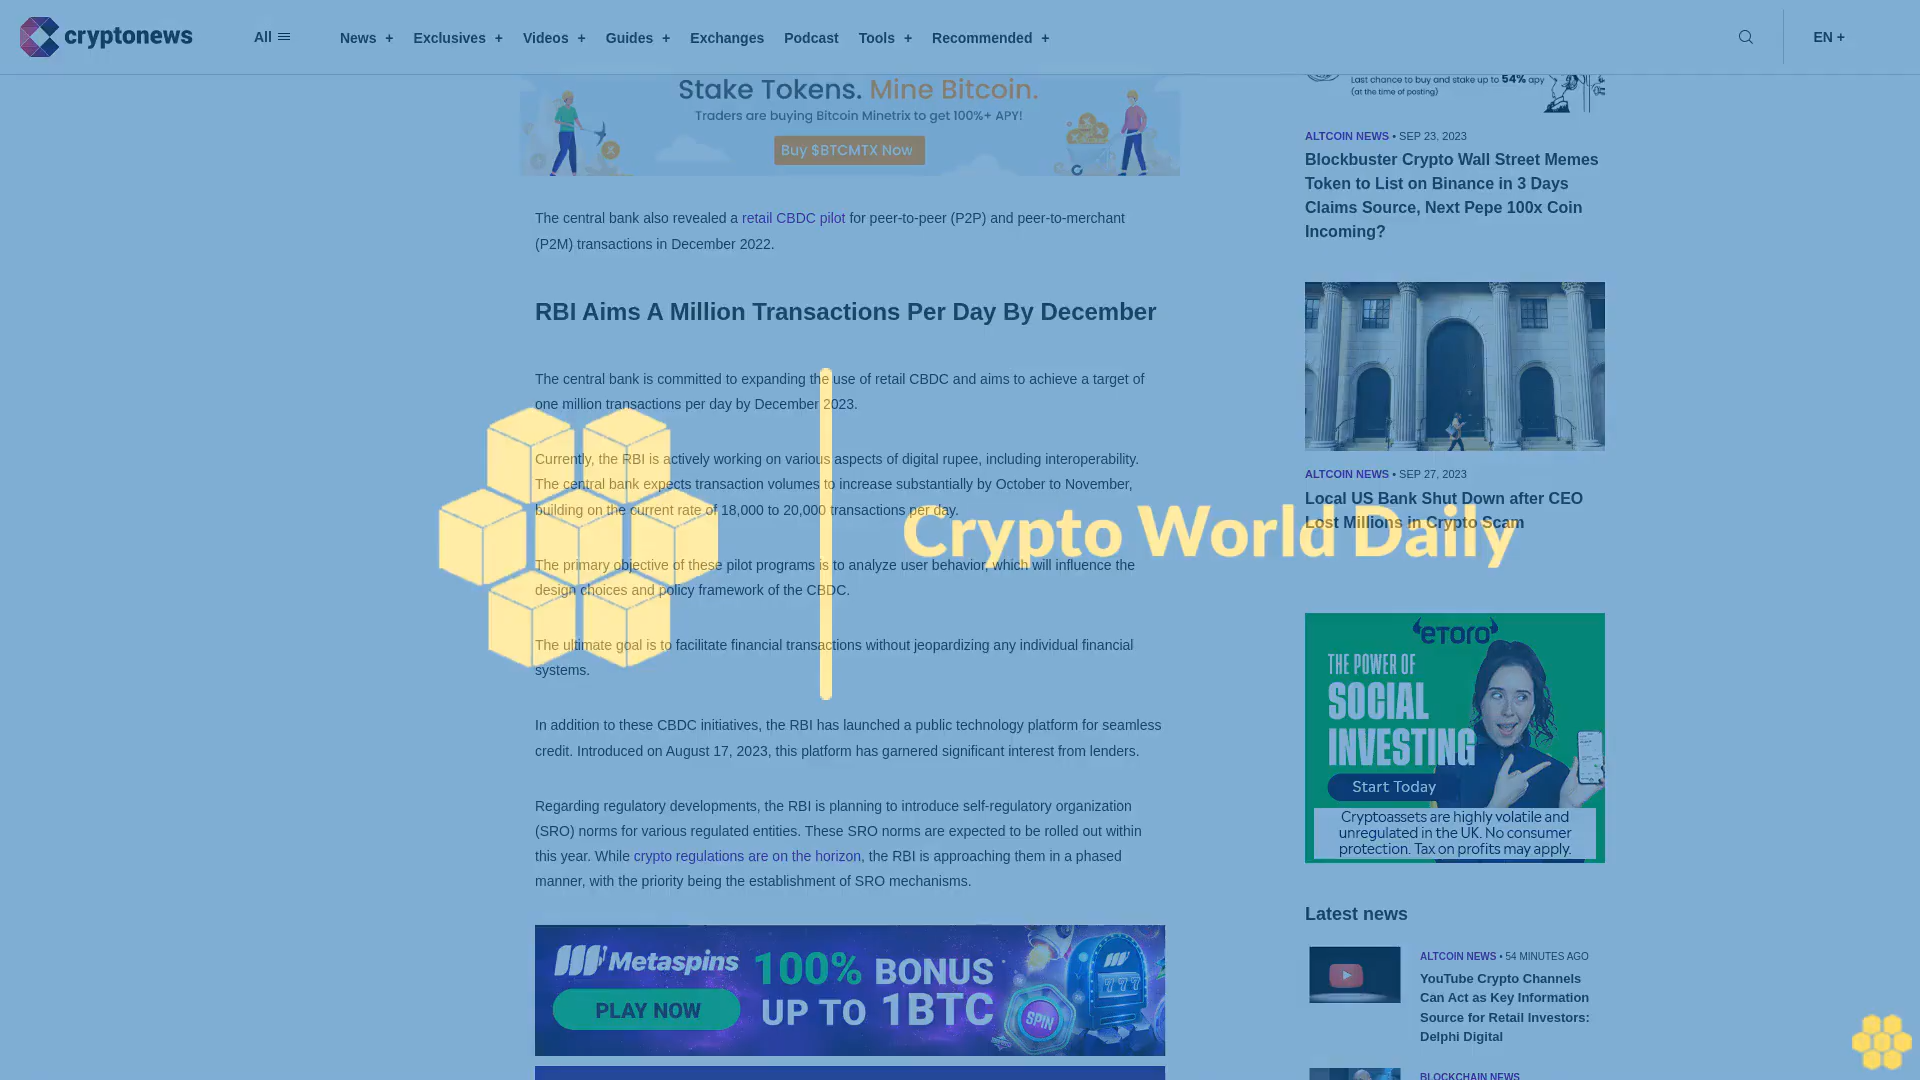 cryptonews
All
News +
Exclusives +
Videos +
Guides +
Exchanges
Podcast
Tools +
Recommended +
EN +
Stake Tokens. Mine Bitcoin.
Traders are buying Bitcoin Minetrix to get 100%+ APY!
Buy $BTCMTX Now
The central bank also revealed a retail CBDC pilot for peer-to-peer (P2P) and peer-to-merchant
(P2M) transactions in December 2022.
RBI Aims A Million Transactions Per Day By December
The central bank is committed to expanding the use of retail CBDC and aims to achieve a target of
one million transactions per day by December 2023.
Currently, the RBI is actively working on various aspects of digital rupee, including interoperability.
The central bank expects transaction volumes to increase substantially by October to November,
building on the current rate of 18,000 to 20,000 transactions per day.
The primary objective of these pilot programs is to analyze user behavior, which will influence the
design choices and policy framework of the CBDC.
The ultimate goal is to facilitate financial transactions without jeopardizing any individual financial
systems.
In addition to these CBDC initiatives, the RBI has launched a public technology platform for seamless
credit. Introduced on August 17, 2023, this platform has garnered significant interest from lenders.
Regarding regulatory developments, the RBI is planning to introduce self-regulatory organization
(SRO) norms for various regulated entities. These SRO norms are expected to be rolled out within
this year. While crypto regulations are on the horizon, the RBI is approaching them in a phased
manner, with the priority being the establishment of SRO mechanisms.
Metaspins
PLAY NOW
100% BONUS
UP TO 1BTC
777
SPIN
Crypto World Daily
Last chance to buy and stake up to 54% apy
(at the time of posting)
ALTCOIN NEWS • SEP 23, 2023
Blockbuster Crypto Wall Street Memes
Token to List on Binance in 3 Days
Claims Source, Next Pepe 100x Coin
Incoming?
ALTCOIN NEWS • SEP 27, 2023
Local US Bank Shut Down after CEO
Lost Millions in Crypto Scam
eToro
THE POWER OF
SOCIAL
INVESTING
Start Today
Cryptoassets are highly volatile and
unregulated in the UK. No consumer
protection. Tax on profits may apply.
Latest news
ALTCOIN NEWS • 54 MINUTES AGO
YouTube Crypto Channels
Can Act as Key Information
Source for Retail Investors:
Delphi Digital
BLOCKCHAIN NEWS